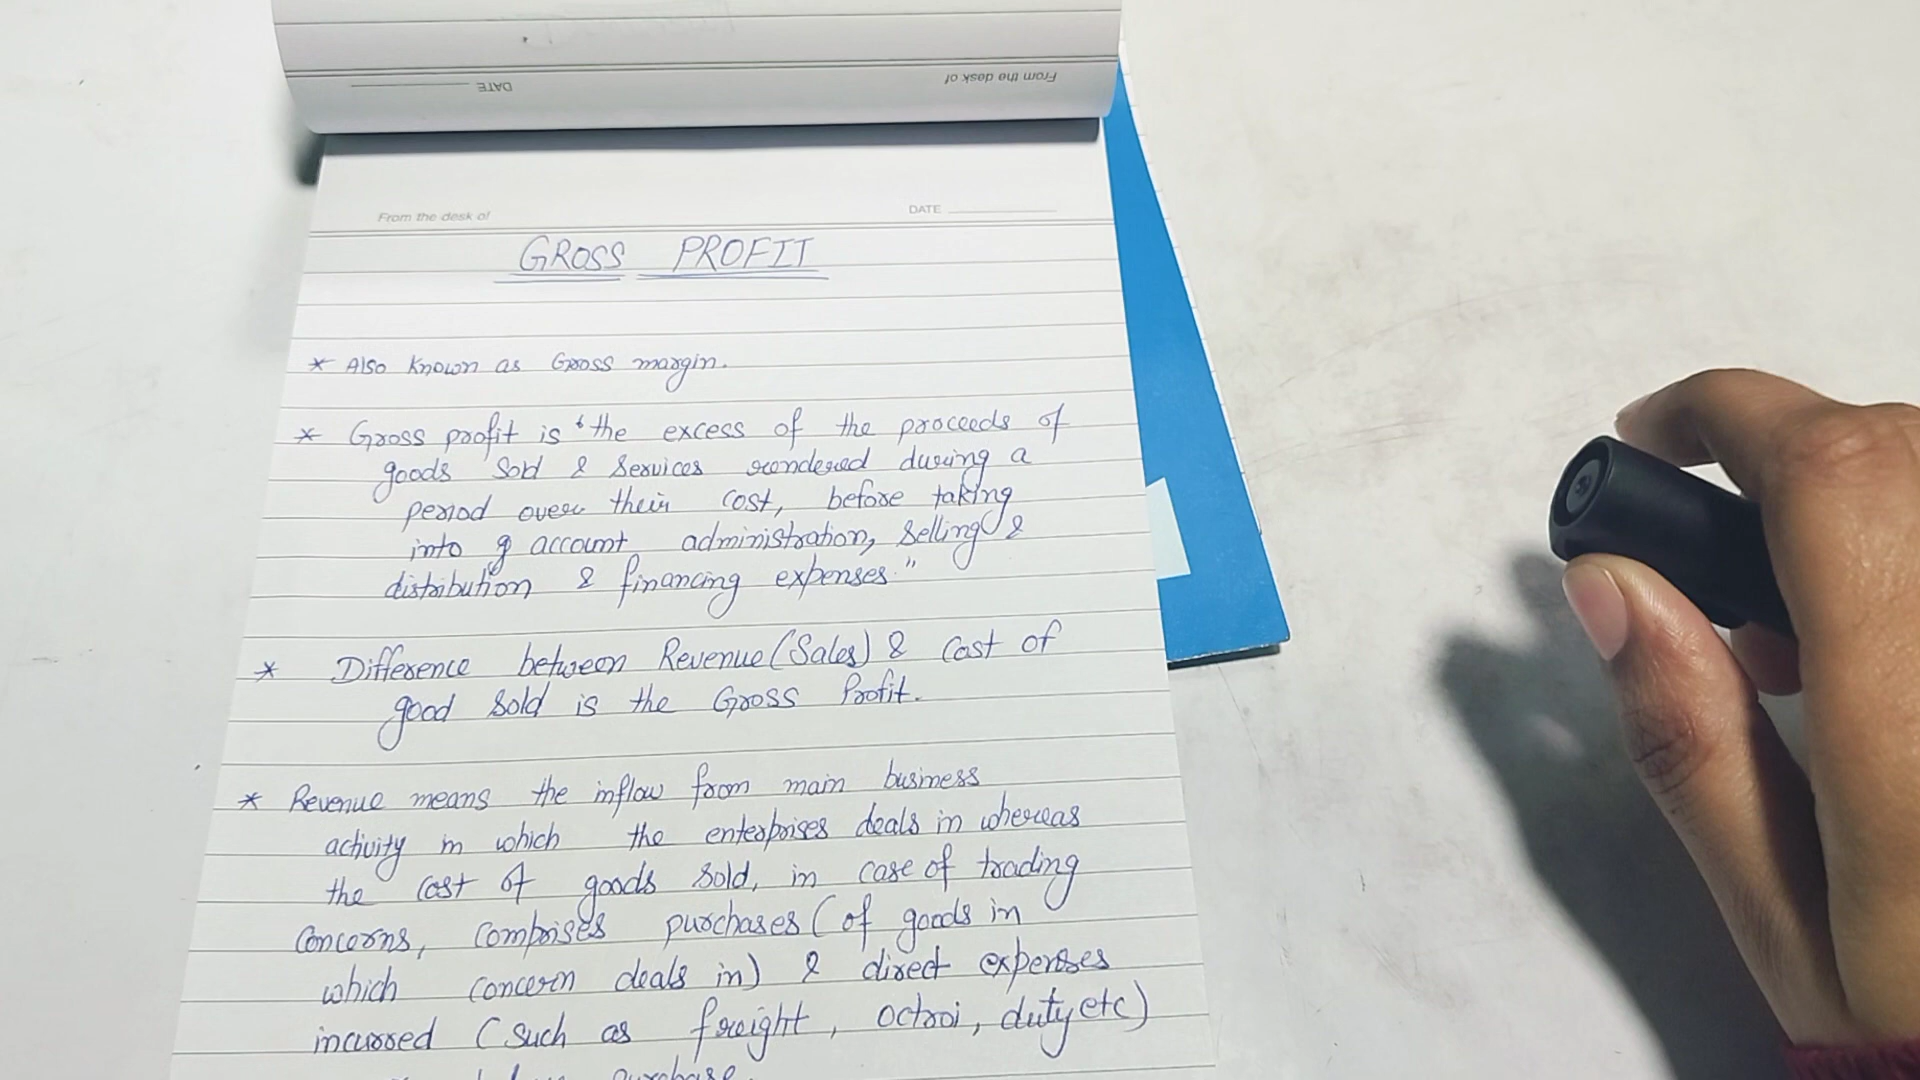 From the desk of
DATE
From the desk of
DATE
GROSS PROFIT
* Also known as Gross margin.
* Gross profit is "the excess of the proceeds of
goods sold & services rendered during a
period over their cost, before taking
into account administration, selling &
distribution & financing expenses."
* Difference between Revenue (Sales) & Cost of
good sold is the Gross Profit.
* Revenue means the inflow from main business
activity in which the enterprises deals in whereas
the cost of goods sold, in case of trading
concerns, comprises purchases (of goods in
which concern deals in) & direct expenses
incurred (such as freight, octroi, duty etc)
purchase.